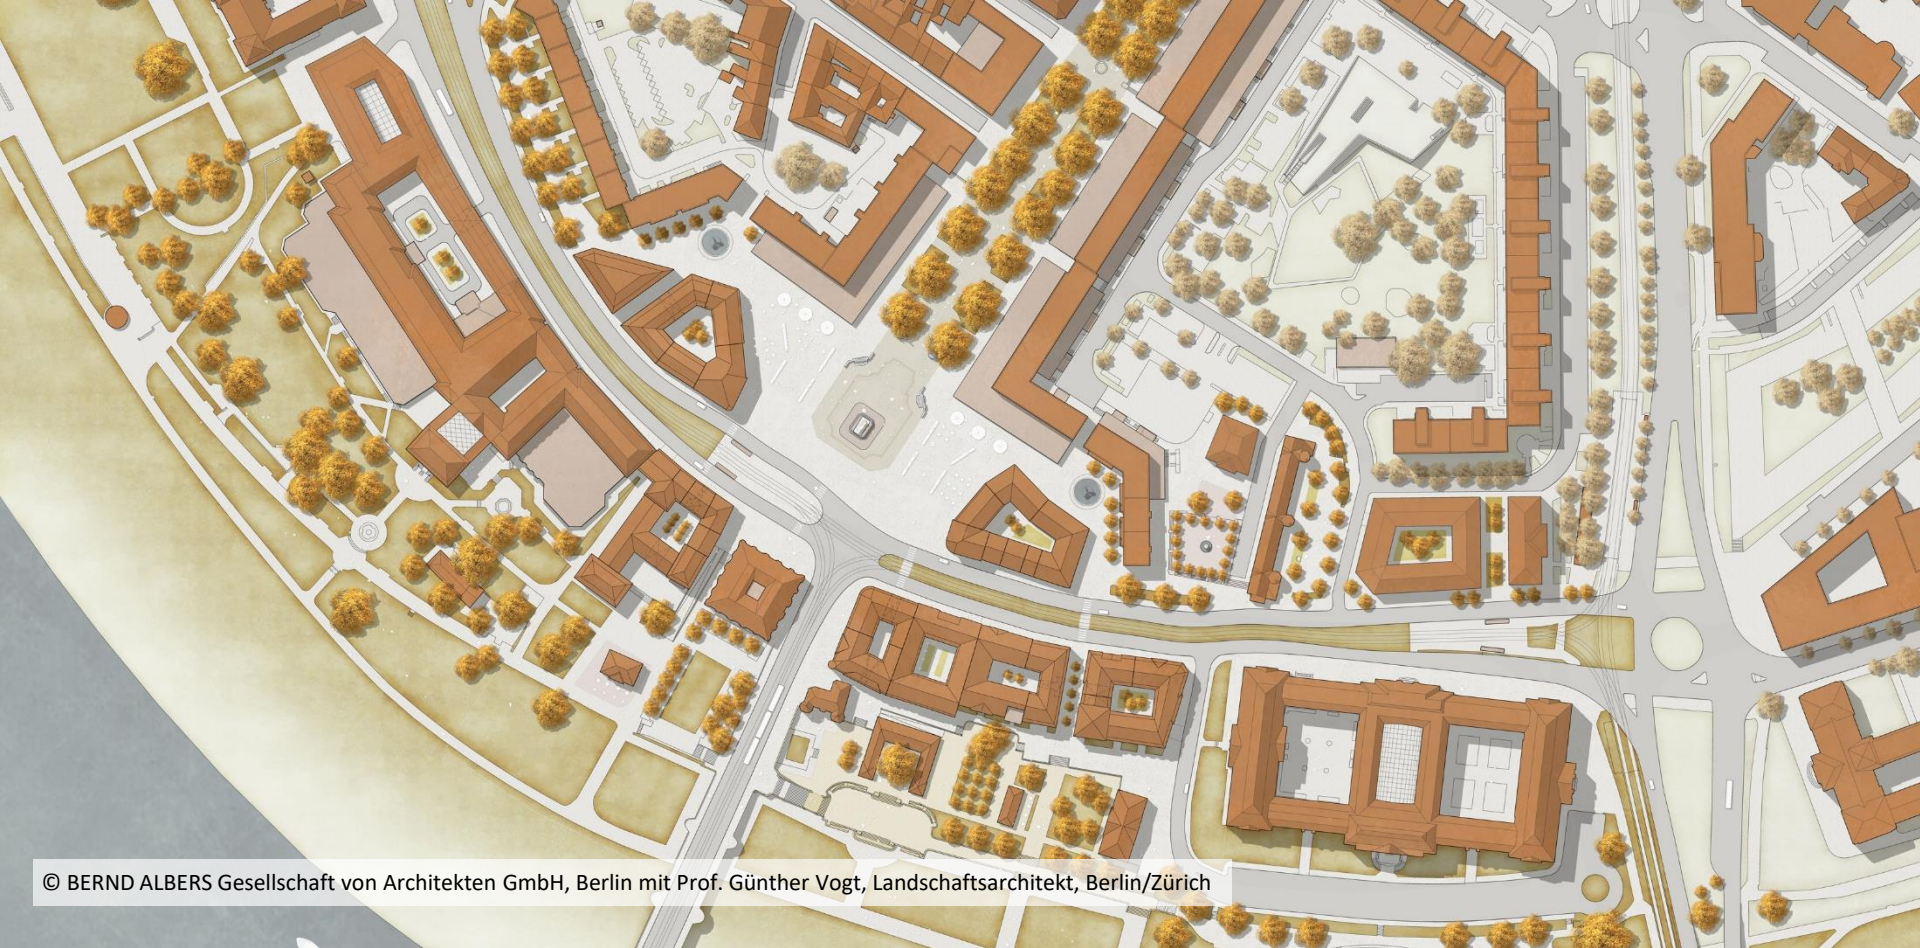 © BERND ALBERS Gesellschaft von Architekten GmbH, Berlin mit Prof. Günther Vogt, Landschaftsarchitekt, Berlin/Zürich